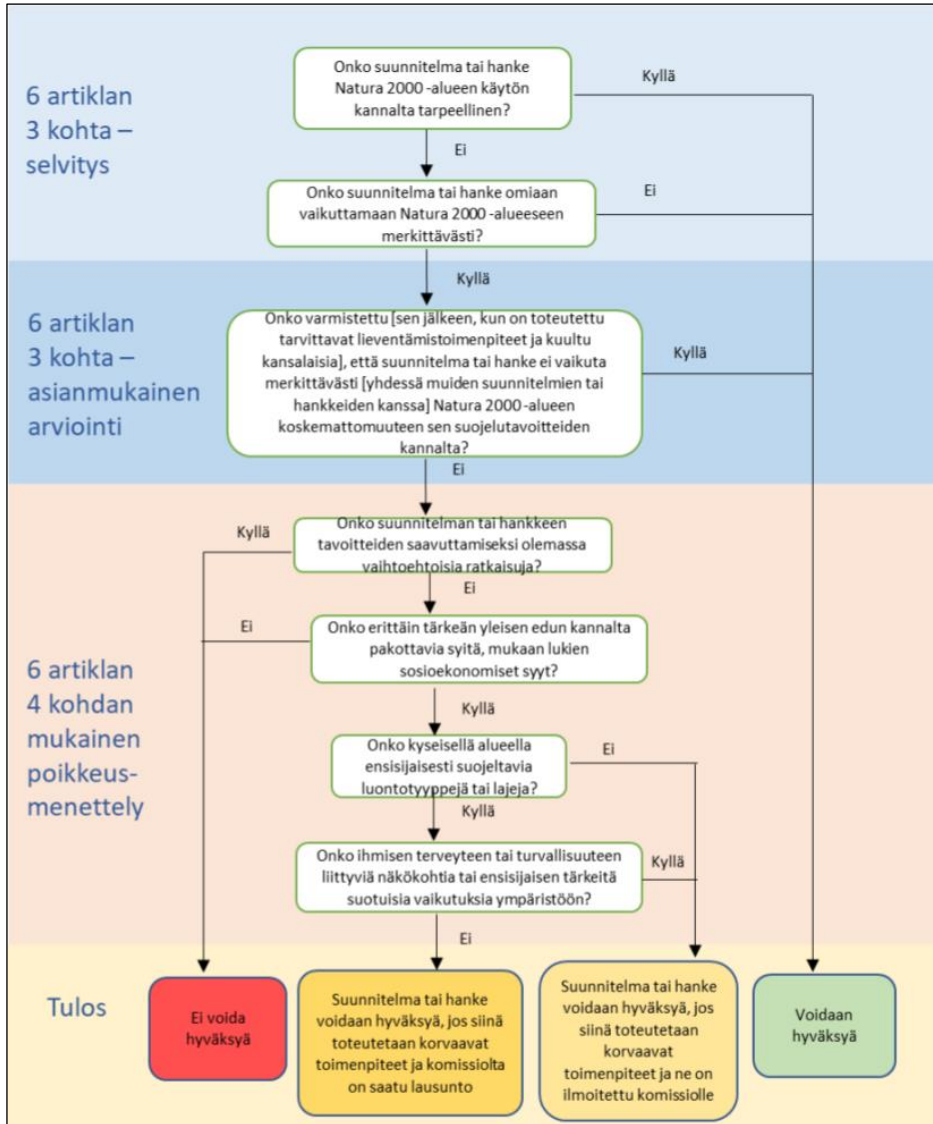 6 artiklan
3 kohta –
selvitys
Onko suunnitelma tai hanke
Natura 2000 -alueen käytön
kannalta tarpeellinen?
Kyllä
Ei
Onko suunnitelma tai hanke omiaan
vaikuttamaan Natura 2000 -alueeseen
merkittävästi?
Ei
Kyllä
6 artiklan
3 kohta –
asianmukainen
arviointi
Onko varmistettu [sen jälkeen, kun on toteutettu
tarvittavat lieventämistoimenpiteet ja kuultu
kansalaisia], että suunnitelma tai hanke ei vaikuta
merkittävästi [yhdessä muiden suunnitelmien tai
hankkeiden kanssa] Natura 2000 -alueen
koskemattomuuteen sen suojelutavoitteiden
kannalta?
Kyllä
Ei
6 artiklan
4 kohdan
mukainen
poikkeus-
menettely
Kyllä
Onko suunnitelman tai hankkeen
tavoitteiden saavuttamiseksi olemassa
vaihtoehtoisia ratkaisuja?
Ei
Ei
Onko erittäin tärkeän yleisen edun kannalta
pakottavia syitä, mukaan lukien
sosioekonomiset syyt?
Kyllä
Onko kyseisellä alueella
ensisijaisesti suojeltavia
luontotyyppejä tai lajeja?
Ei
Kyllä
Onko ihmisen terveyteen tai turvallisuuteen
liittyviä näkökohtia tai ensisijaisen tärkeitä
suotuisia vaikutuksia ympäristöön?
Kyllä
Ei
Tulos
Ei voida
hyväksyä
Suunnitelma tai hanke
voidaan hyväksyä, jos siinä
toteutetaan korvaavat
toimenpiteet ja komissiolta
on saatu lausunto
Suunnitelma tai hanke
voidaan hyväksyä, jos
siinä toteutetaan
korvaavat
toimenpiteet ja ne on
ilmoitettu komissiolle
Voidaan
hyväksyä